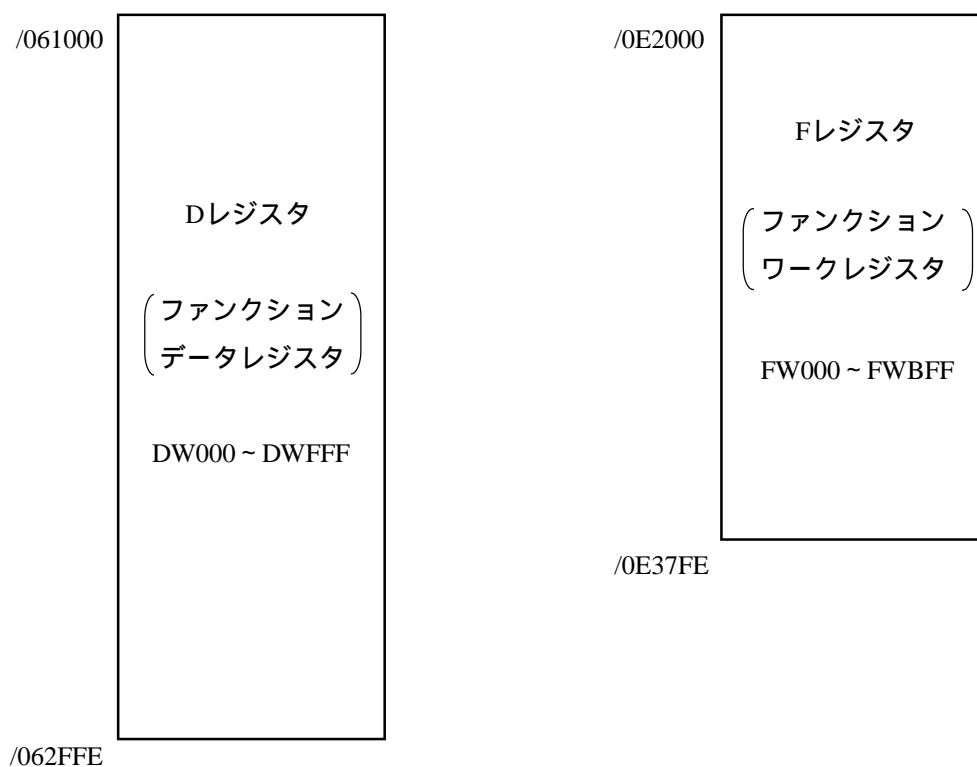 /061000
Dレジスタ
ファンクション
データレジスタ
DW000 ~ DWFFF
/062FFE
/0E2000
Fレジスタ
ファンクション
ワークレジスタ
FW000 ~ FWBFF
/0E37FE